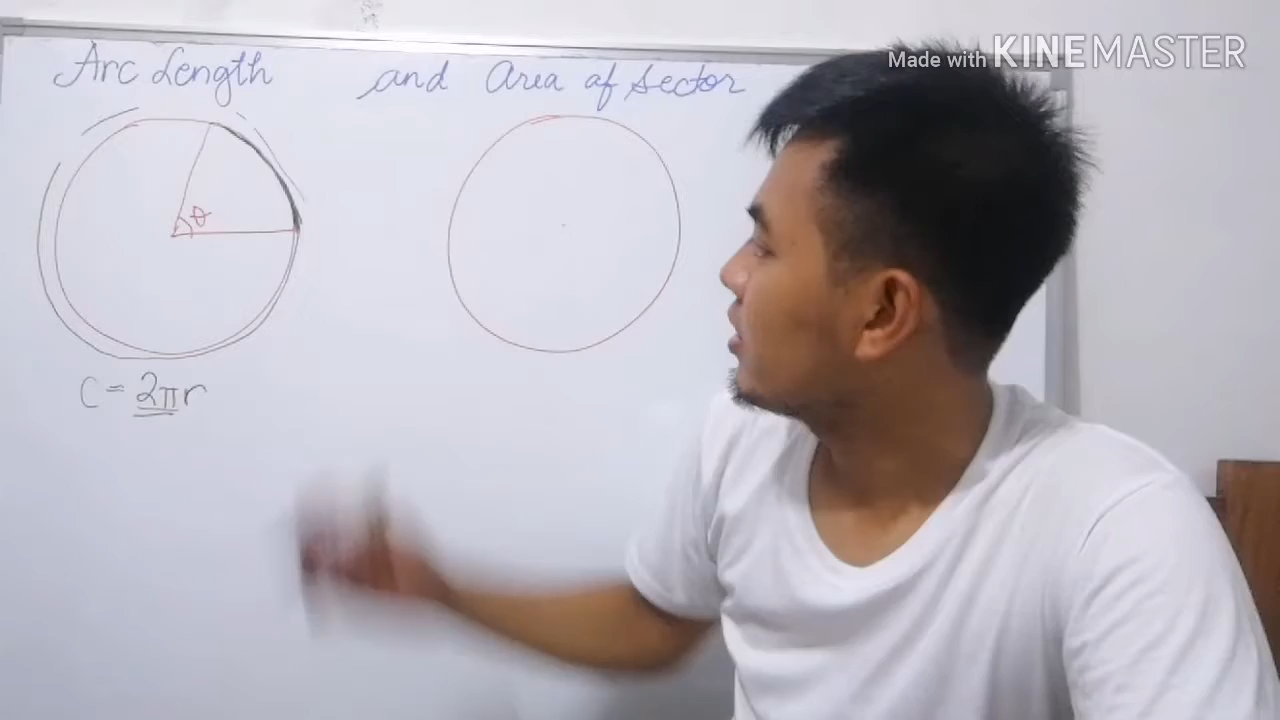 Made with KINEMASTER
Arc Length and Area of Sector
θ
C = 2πr